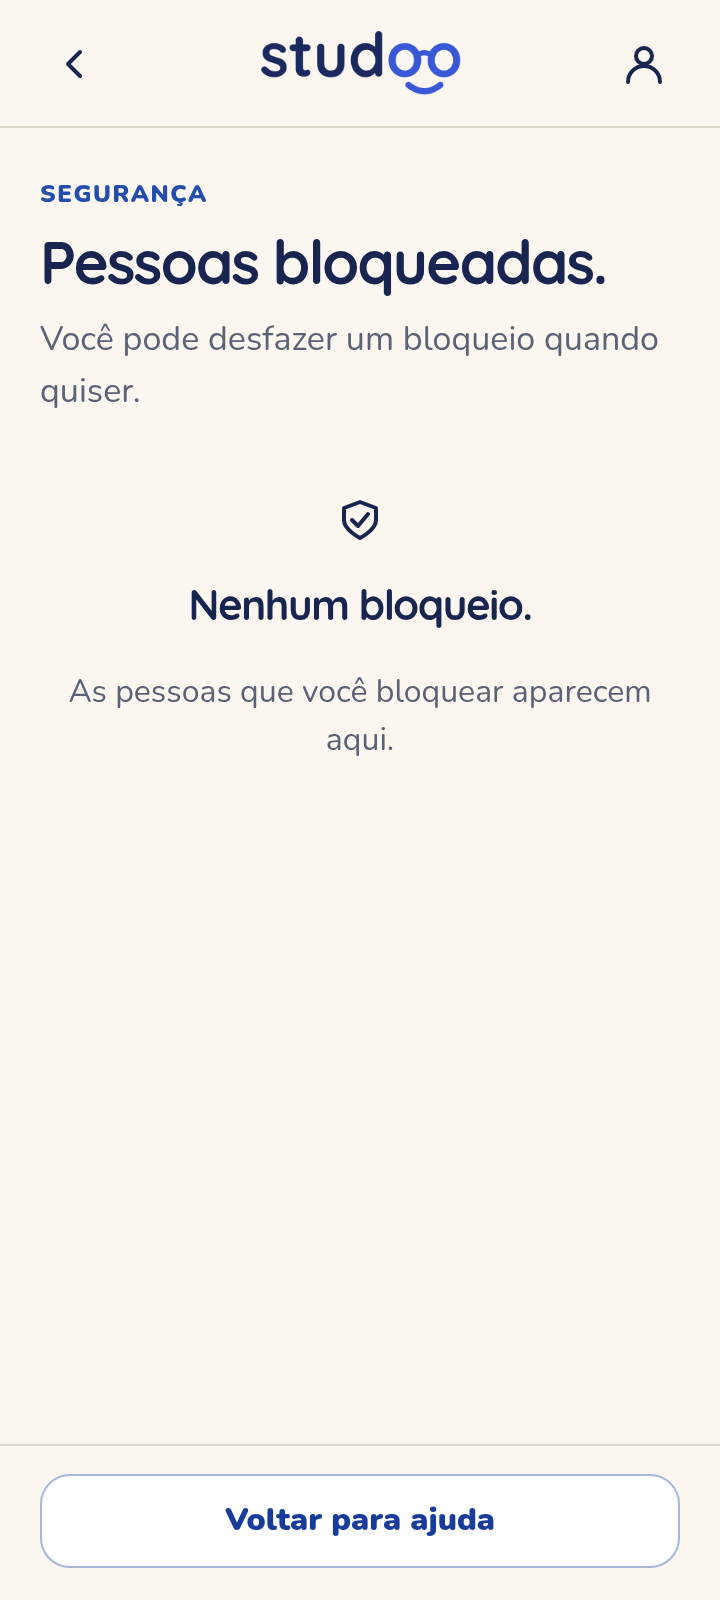 studoo
SEGURANÇA
Pessoas bloqueadas.
Você pode desfazer um bloqueio quando
quiser.
Nenhum bloqueio.
As pessoas que você bloquear aparecem
aqui.
Voltar para ajuda